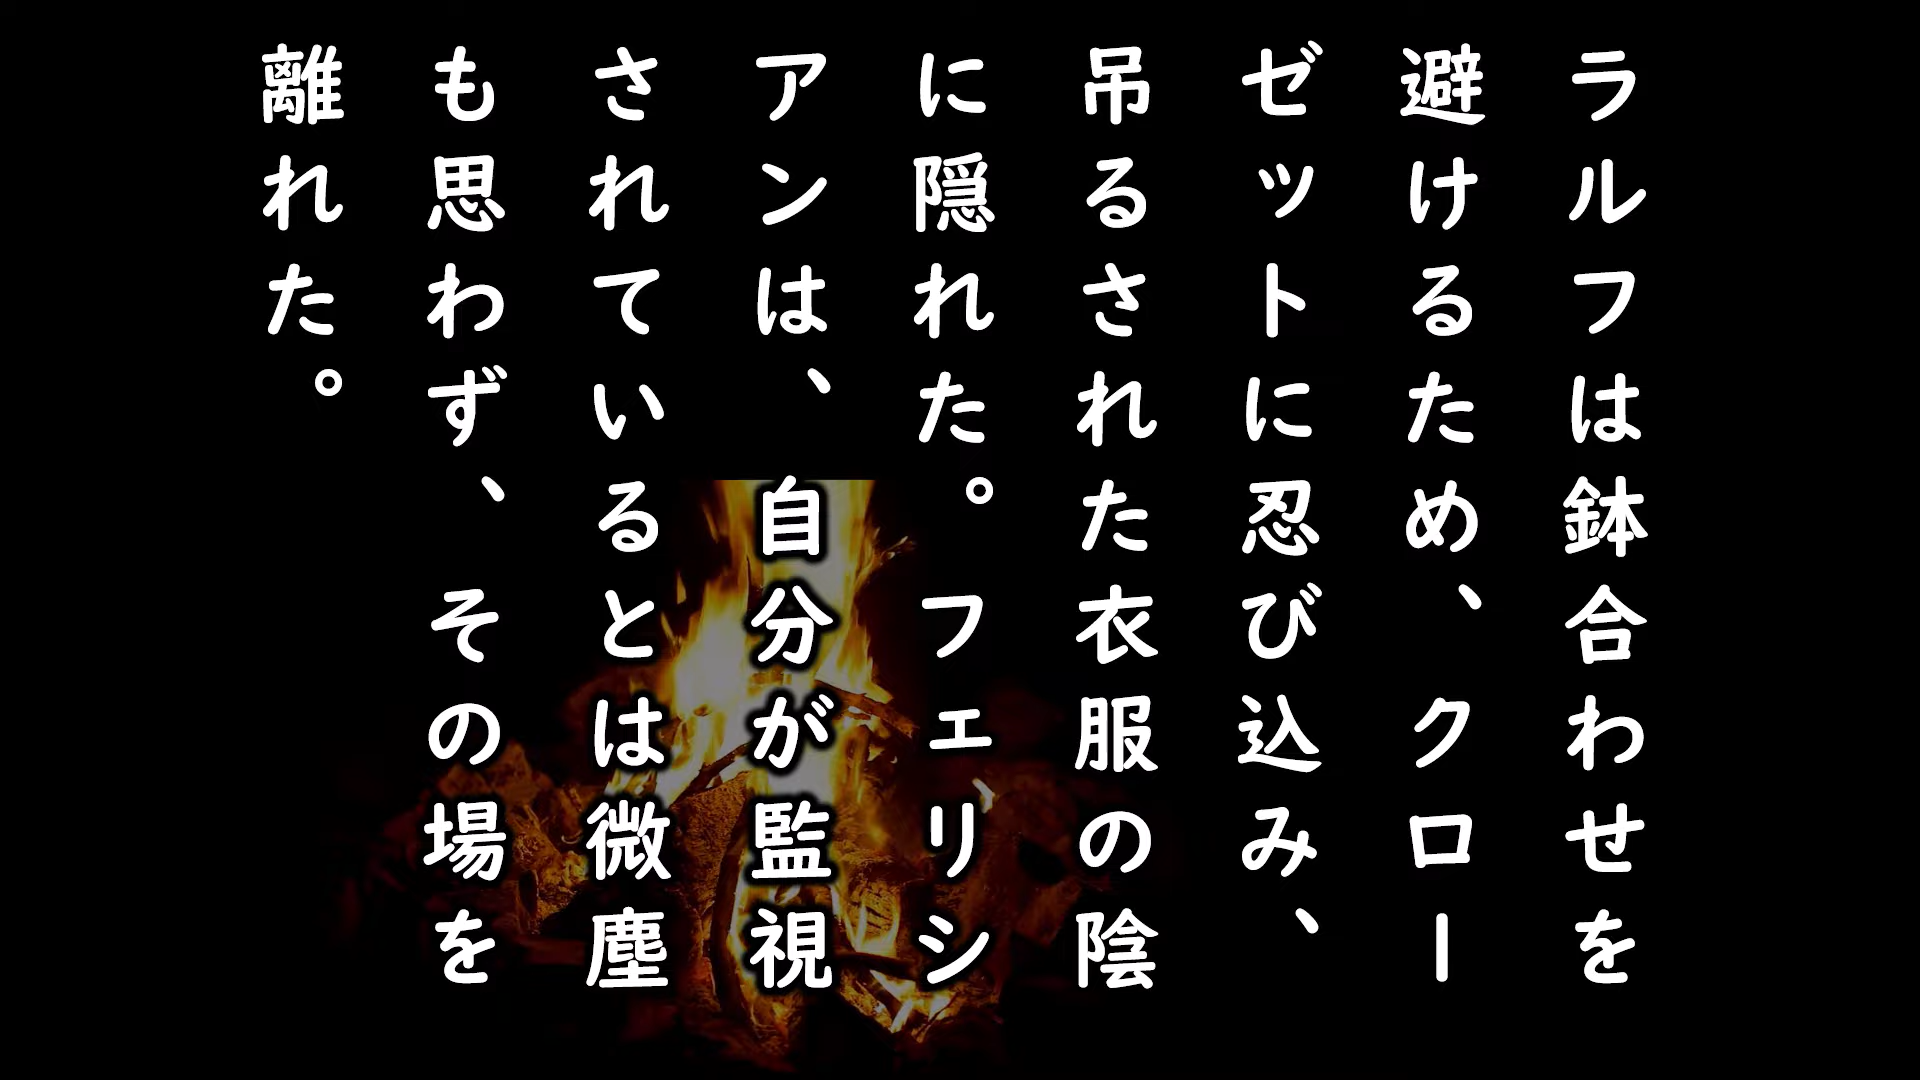 ラルフは鉢合わせを
避けるため、クロー
ゼットに忍び込み、
吊るされた衣服の陰
に隠れた。フェリシ
アンは、自分が監視
されているとは微塵
も思わず、その場を
離れた。